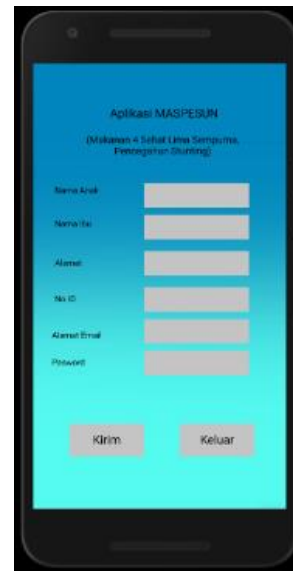 Aplikasi MASPESUN
(Makanan 4 Sehat Lima Sempurna,
Pencegahan Stunting)
Nama Anak
Nama Ibu
Alamat
No ID
Alamat Email
Pasword
Kirim Keluar